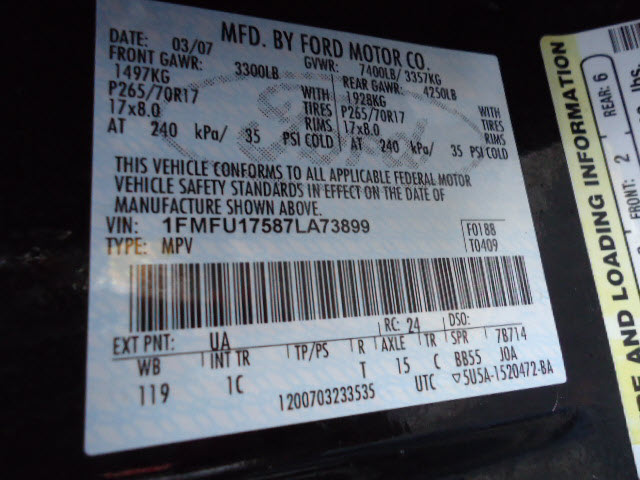 MFD. BY FORD MOTOR CO.
DATE: 03/07 GVWR: 7400LB/ 3357KG
FRONT GAWR: 3300LB REAR GAWR: 4250LB
1497KG WITH 1928KG WITH
P265/70R17 TIRES P265/70R17 TIRES
17x8.0 RIMS 17x8.0 RIMS
AT 240 kPa/ 35 PSI COLD AT 240 kPa/ 35 PSI COLD
Ford
THIS VEHICLE CONFORMS TO ALL APPLICABLE FEDERAL MOTOR
VEHICLE SAFETY STANDARDS IN EFFECT ON THE DATE OF
MANUFACTURE SHOWN ABOVE.
VIN: 1FMFU17587LA73899 F0188
TYPE: MPV T0409
EXT PNT: UA RC: 24 DSO:
WB INT TR TP/PS R AXLE TR SPR 78714
119 1C T 15 C BB55 JOA
1200703233535 UTC ▽5U5A-1520472-BA
AND LOADING INFORMATION
FRONT: 2 REAR: 6
lbs.